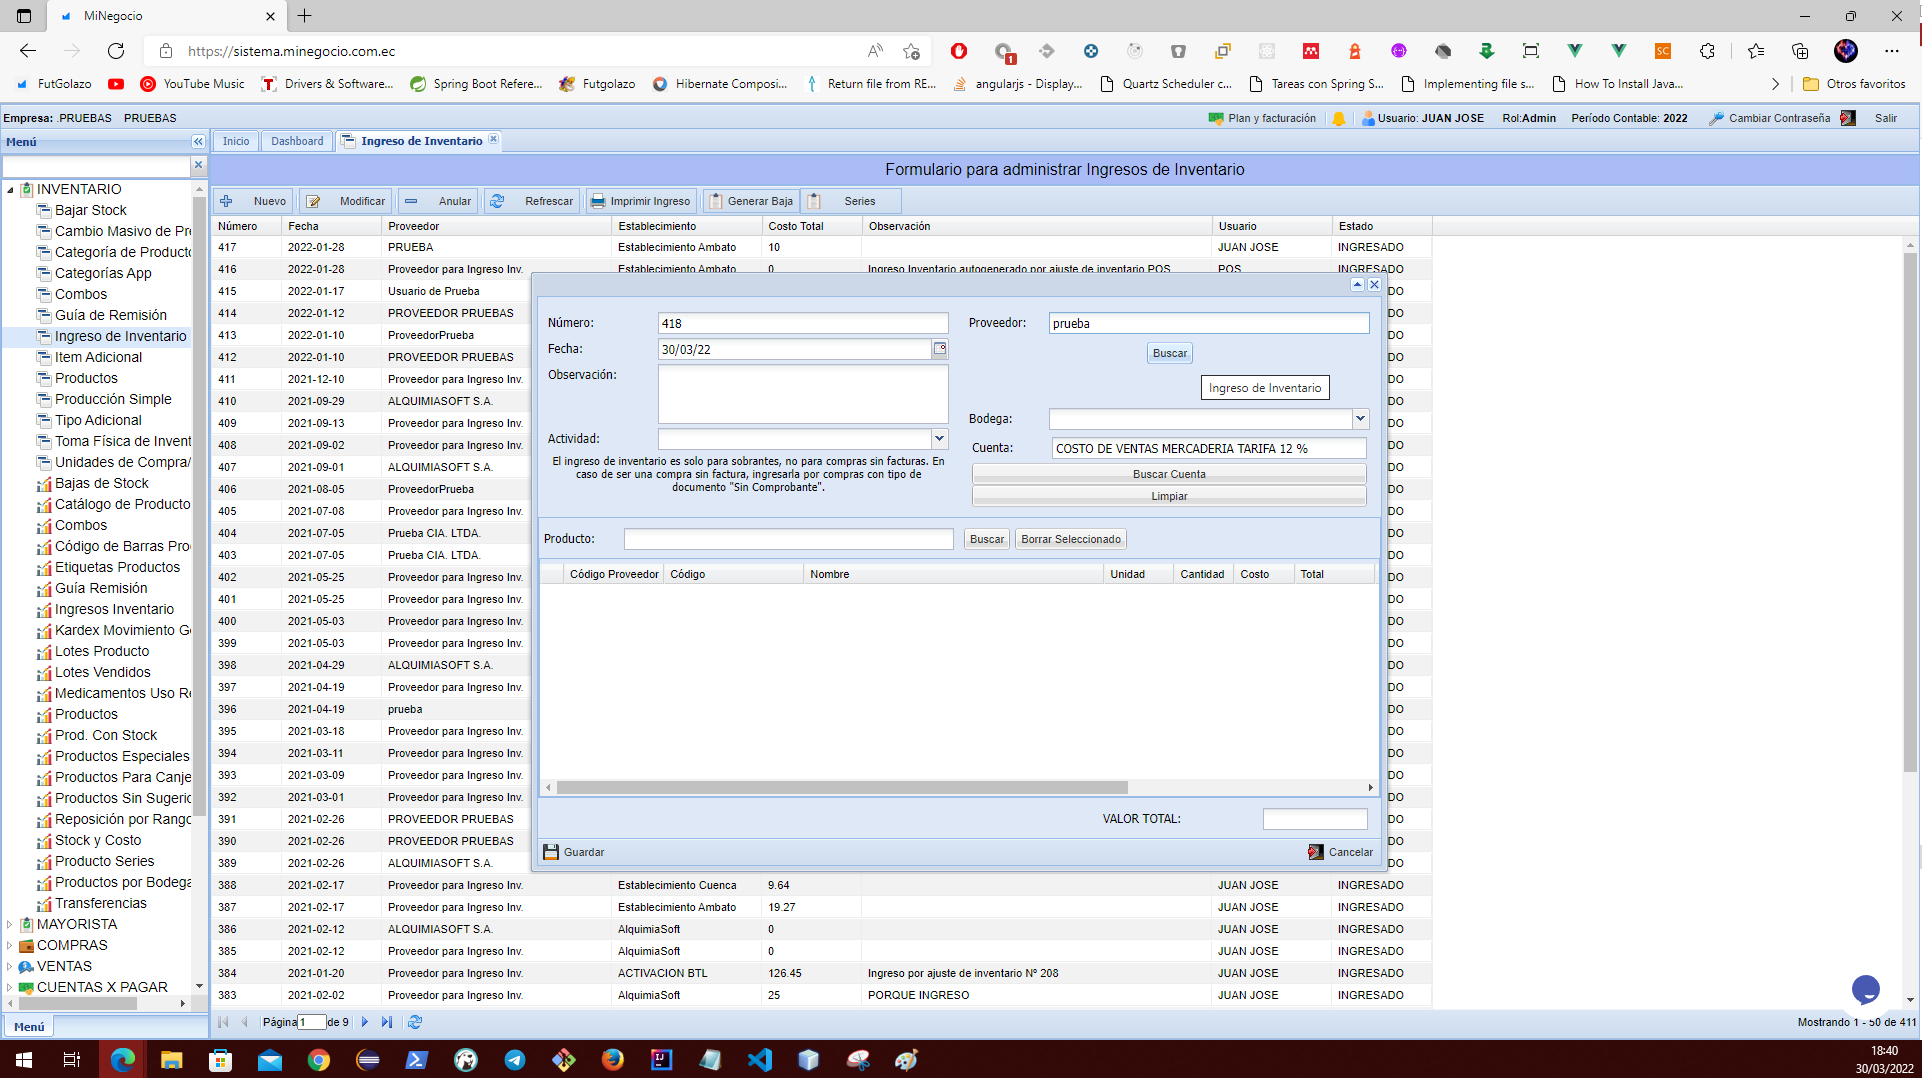 MiNegocio
https://sistema.minegocio.com.ec
FutGolazo
YouTube Music
Drivers & Software...
Spring Boot Refere...
Futgolazo
Hibernate Composi...
Return file from RE...
angularjs - Display...
Quartz Scheduler c...
Tareas con Spring S...
Implementing file s...
How To Install Java...
Otros favoritos
Empresa: .PRUEBAS PRUEBAS
Plan y facturación
Usuario: JUAN JOSE
Rol:Admin
Período Contable: 2022
Cambiar Contraseña
Salir
Menú
Inicio
Dashboard
Ingreso de Inventario
Formulario para administrar Ingresos de Inventario
INVENTARIO
Bajar Stock
Cambio Masivo de Pr
Categoría de Product
Categorías App
Combos
Guía de Remisión
Ingreso de Inventario
Item Adicional
Productos
Producción Simple
Tipo Adicional
Toma Física de Invent
Unidades de Compra/
Bajas de Stock
Catálogo de Producto
Combos
Código de Barras Pro
Etiquetas Productos
Guía Remisión
Ingresos Inventario
Kardex Movimiento G
Lotes Producto
Lotes Vendidos
Medicamentos Uso R
Productos
Prod. Con Stock
Productos Especiales
Productos Para Canje
Productos Sin Sugeric
Reposición por Rango
Stock y Costo
Producto Series
Productos por Bodega
Transferencias
MAYORISTA
COMPRAS
VENTAS
CUENTAS X PAGAR
Menú
Nuevo
Modificar
Anular
Refrescar
Imprimir Ingreso
Generar Baja
Series
Número Fecha Proveedor Establecimiento Costo Total Observación Usuario Estado
417 2022-01-28 PRUEBA Establecimiento Ambato 10 JUAN JOSE INGRESADO
416 2022-01-28 Proveedor para Ingreso Inv. Establecimiento Ambato 0 Ingreso Inventario autogenerado por ajuste de inventario POS POS INGRESADO
415 2022-01-17 Usuario de Prueba DO
414 2022-01-12 PROVEEDOR PRUEBAS DO
413 2022-01-10 ProveedorPrueba DO
412 2022-01-10 PROVEEDOR PRUEBAS DO
411 2021-12-10 Proveedor para Ingreso Inv. DO
410 2021-09-29 ALQUIMIASOFT S.A. DO
409 2021-09-13 Proveedor para Ingreso Inv. DO
408 2021-09-02 Proveedor para Ingreso Inv. DO
407 2021-09-01 ALQUIMIASOFT S.A. DO
406 2021-08-05 ProveedorPrueba DO
405 2021-07-08 Proveedor para Ingreso Inv. DO
404 2021-07-05 Prueba CIA. LTDA. DO
403 2021-07-05 Prueba CIA. LTDA. DO
402 2021-05-25 Proveedor para Ingreso Inv. DO
401 2021-05-25 Proveedor para Ingreso Inv. DO
400 2021-05-03 Proveedor para Ingreso Inv. DO
399 2021-05-03 Proveedor para Ingreso Inv. DO
398 2021-04-29 ALQUIMIASOFT S.A. DO
397 2021-04-19 Proveedor para Ingreso Inv. DO
396 2021-04-19 prueba DO
395 2021-03-18 Proveedor para Ingreso Inv. DO
394 2021-03-11 Proveedor para Ingreso Inv. DO
393 2021-03-09 Proveedor para Ingreso Inv. DO
392 2021-03-01 Proveedor para Ingreso Inv. DO
391 2021-02-26 PROVEEDOR PRUEBAS DO
390 2021-02-26 PROVEEDOR PRUEBAS DO
389 2021-02-26 ALQUIMIASOFT S.A. DO
388 2021-02-17 Proveedor para Ingreso Inv. Establecimiento Cuenca 9.64 JUAN JOSE INGRESADO
387 2021-02-17 Proveedor para Ingreso Inv. Establecimiento Ambato 19.27 JUAN JOSE INGRESADO
386 2021-02-12 ALQUIMIASOFT S.A. AlquimiaSoft 0 JUAN JOSE INGRESADO
385 2021-02-12 Proveedor para Ingreso Inv. AlquimiaSoft 0 JUAN JOSE INGRESADO
384 2021-01-20 Proveedor para Ingreso Inv. ACTIVACION BTL 126.45 Ingreso por ajuste de inventario Nº 208 JUAN JOSE INGRESADO
383 2021-02-02 Proveedor para Ingreso Inv. AlquimiaSoft 25 PORQUE INGRESO JUAN JOSE INGRESADO
Número: 418
Proveedor: prueba
Fecha: 30/03/22
Buscar
Observación:
Ingreso de Inventario
Bodega:
Actividad:
Cuenta: COSTO DE VENTAS MERCADERIA TARIFA 12 %
El ingreso de inventario es solo para sobrantes, no para compras sin facturas. En
caso de ser una compra sin factura, ingresarla por compras con tipo de
documento "Sin Comprobante".
Buscar Cuenta
Limpiar
Producto:
Buscar
Borrar Seleccionado
Código Proveedor Código Nombre Unidad Cantidad Costo Total
VALOR TOTAL:
Guardar
Cancelar
Página 1 de 9
Mostrando 1 - 50 de 411
18:40
30/03/2022